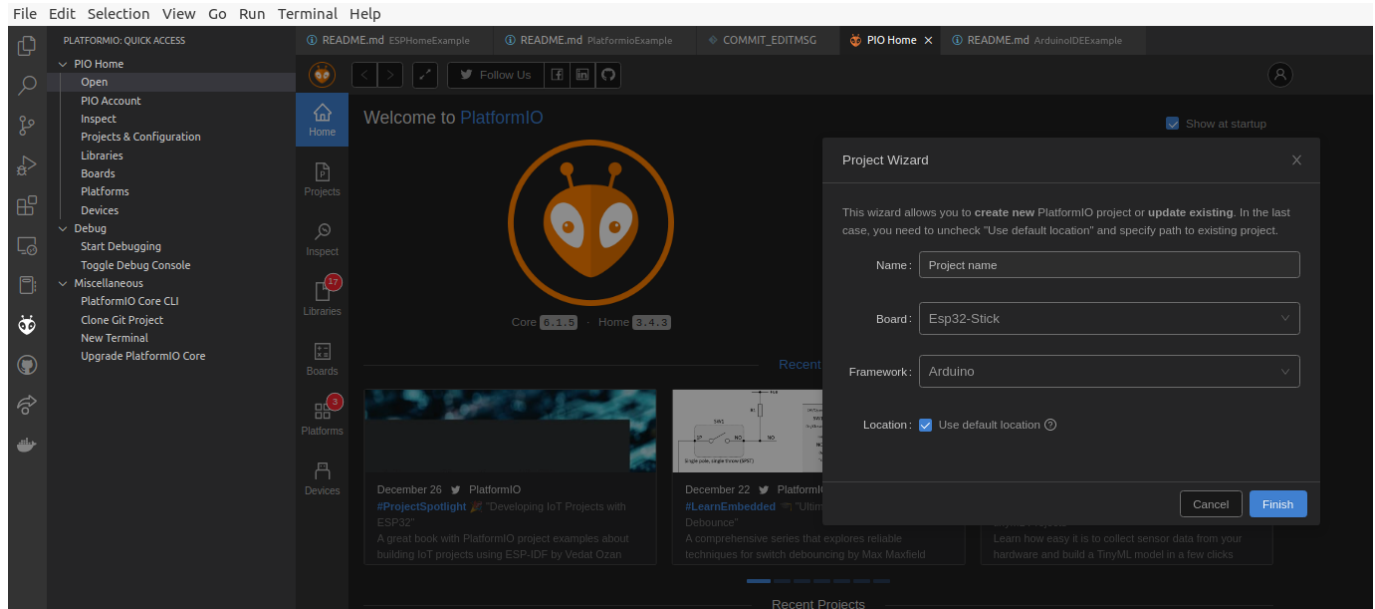 File Edit Selection View Go Run Terminal Help
PLATFORMIO: QUICK ACCESS
PIO Home
Open
PIO Account
Inspect
Projects & Configuration
Libraries
Boards
Platforms
Devices
Debug
Start Debugging
Toggle Debug Console
Miscellaneous
PlatformIO Core CLI
Clone Git Project
New Terminal
Upgrade PlatformIO Core
README.md ESPHomeExample
README.md PlatformioExample
COMMIT_EDITMSG
PIO Home
README.md ArduinoIDEExample
Follow Us
Home
Projects
Inspect
17
Libraries
Boards
3
Platforms
Devices
Welcome to PlatformIO
Show at startup
Core 6.1.5 · Home 3.4.3
Recent
Project Wizard
This wizard allows you to create new PlatformIO project or update existing. In the last
case, you need to uncheck "Use default location" and specify path to existing project.
Name: Project name
Board: Esp32-Stick
Framework: Arduino
Location: Use default location
Cancel Finish
December 26 PlatformIO
#ProjectSpotlight "Developing IoT Projects with
ESP32"
A great book with PlatformIO project examples about
building IoT projects using ESP-IDF by Vedat Ozan
SW1
NO
NO
Single pole, single throw (SPST)
December 22
#LearnEmbedded
Debounce"
A comprehensive series that explores reliable
techniques for switch debouncing by Max Maxfield
Learn how easy it is to collect sensor data from your
hardware and build a TinyML model in a few clicks
Recent Projects